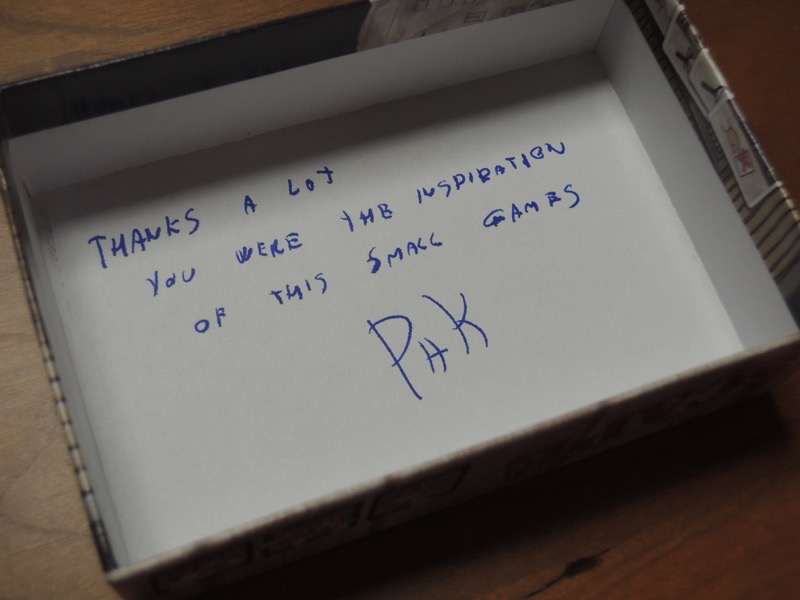 THANKS A LOT
YOU WERE THE INSPIRATION
OF THIS SMALL GAMES
PAK